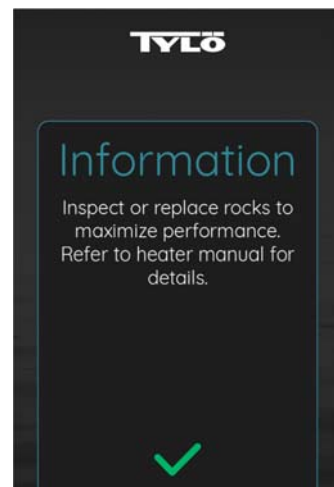 TYLÖ
Information
Inspect or replace rocks to
maximize performance.
Refer to heater manual for
details.